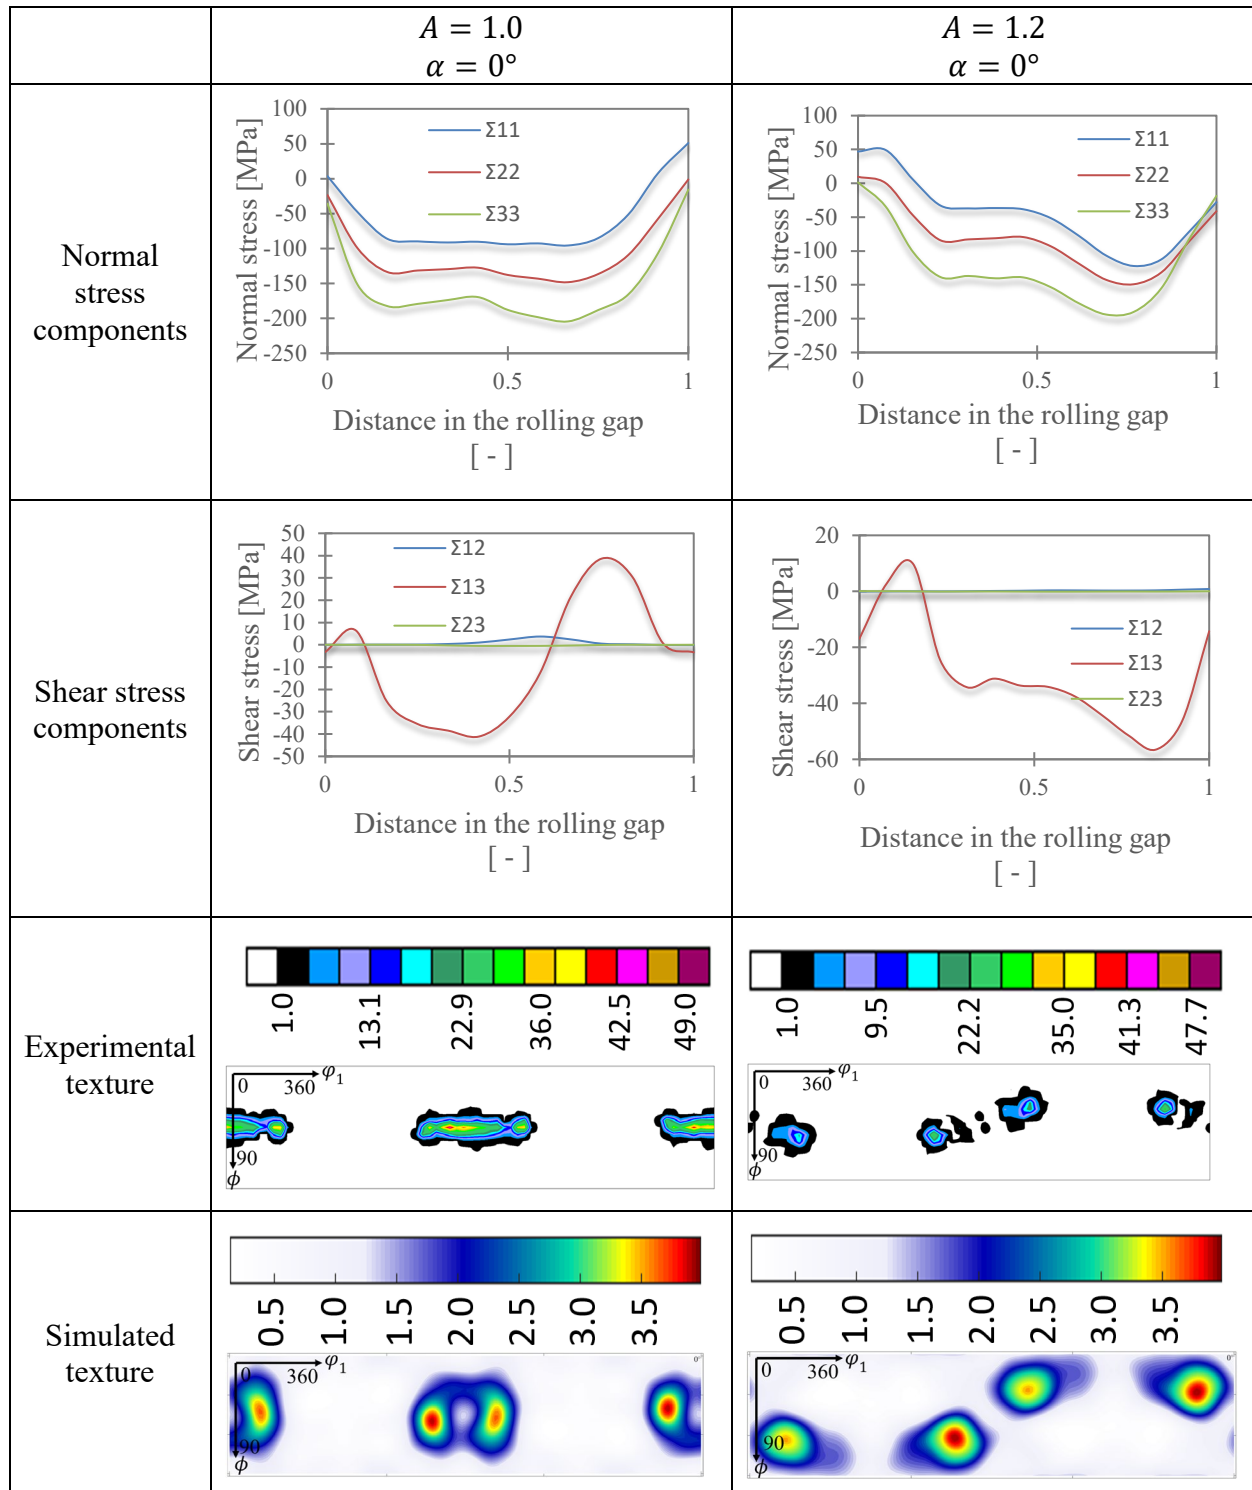 A = 1.0
α = 0°
A = 1.2
α = 0°
Normal
stress
components
Normal stress [MPa]
100
50
0
-50
-100
-150
-200
-250
Σ11
Σ22
Σ33
0
0.5
1
Distance in the rolling gap
[ - ]
Normal stress [MPa]
100
50
0
-50
-100
-150
-200
-250
Σ11
Σ22
Σ33
0
0.5
1
Distance in the rolling gap
[ - ]
Shear stress
components
Shear stress [MPa]
50
40
30
20
10
0
-10
-20
-30
-40
-50
Σ12
Σ13
Σ23
0
0.5
1
Distance in the rolling gap
[ - ]
Shear stress [MPa]
20
0
-20
-40
-60
Σ12
Σ13
Σ23
0
0.5
1
Distance in the rolling gap
[ - ]
Experimental
texture
1.0 13.1 22.9 36.0 42.5 49.0
0 360 φ₁
90
ϕ
1.0 9.5 22.2 35.0 41.3 47.7
0 360 φ₁
90
ϕ
Simulated
texture
0.5 1.0 1.5 2.0 2.5 3.0 3.5
0 360 φ₁
90
ϕ
0.5 1.0 1.5 2.0 2.5 3.0 3.5
0 360 φ₁
90
ϕ